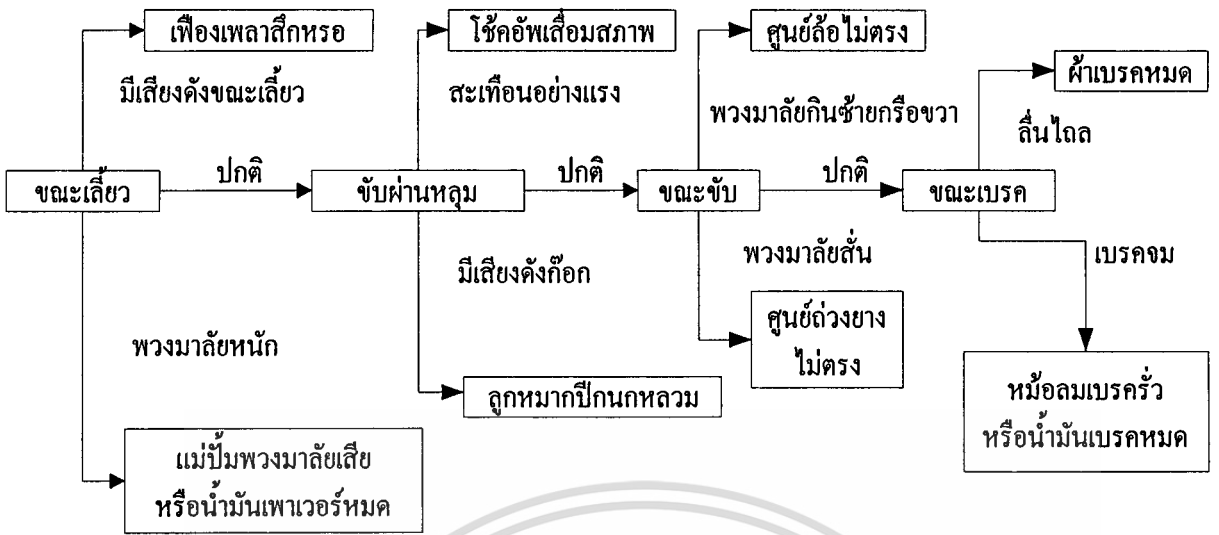 เฟืองเพลาสึกหรอ
โช้คอัพเสื่อมสภาพ
ศูนย์ล้อไม่ตรง
ผ้าเบรคหมด
มีเสียงดังขณะเลี้ยว
สะเทือนอย่างแรง
พวงมาลัยกินซ้ายกรือขวา
ลื่นไถล
ขณะเลี้ยว
ปกติ
ขับผ่านหลุม
ปกติ
ขณะขับ
ปกติ
ขณะเบรค
มีเสียงดังก๊อก
พวงมาลัยสั่น
เบรคจม
พวงมาลัยหนัก
ศูนย์ถ่วงยาง
ไม่ตรง
ลูกหมากปีกนกหลวม
หม้อลมเบรครั่ว
หรือน้ำมันเบรคหมด
แม่ปั้มพวงมาลัยเสีย
หรือน้ำมันเพาเวอร์หมด